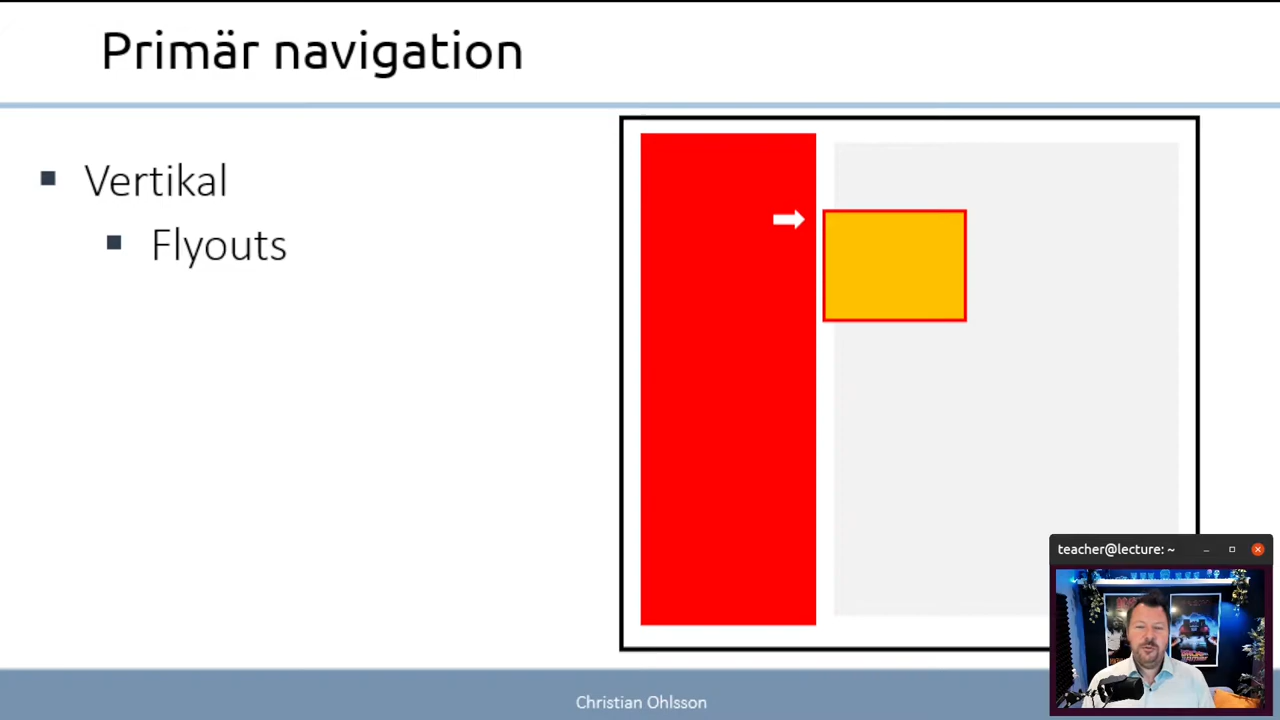 Primär navigation
Vertikal
Flyouts
teacher@lecture: ~
Christian Ohlsson